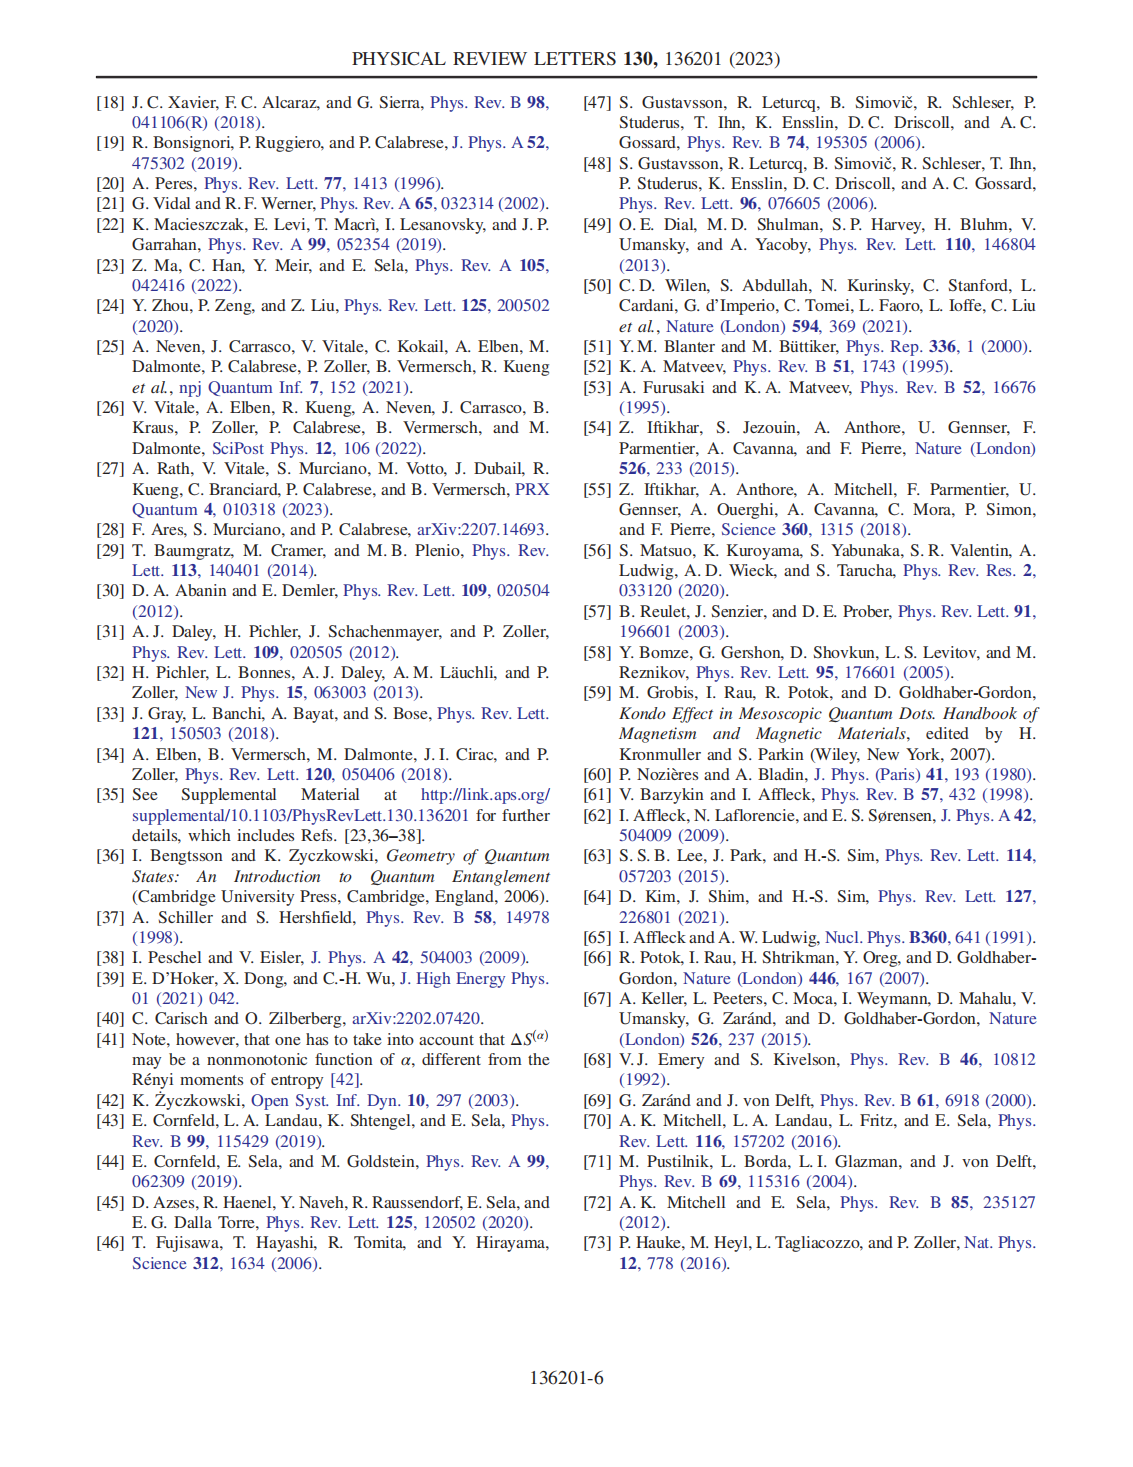 PHYSICAL REVIEW LETTERS 130, 136201 (2023)
[18] J. C. Xavier, F. C. Alcaraz, and G. Sierra, Phys. Rev. B 98,
041106(R) (2018).
[19] R. Bonsignori, P. Ruggiero, and P. Calabrese, J. Phys. A 52,
475302 (2019).
[20] A. Peres, Phys. Rev. Lett. 77, 1413 (1996).
[21] G. Vidal and R. F. Werner, Phys. Rev. A 65, 032314 (2002).
[22] K. Macieszczak, E. Levi, T. Macrì, I. Lesanovsky, and J. P.
Garrahan, Phys. Rev. A 99, 052354 (2019).
[23] Z. Ma, C. Han, Y. Meir, and E. Sela, Phys. Rev. A 105,
042416 (2022).
[24] Y. Zhou, P. Zeng, and Z. Liu, Phys. Rev. Lett. 125, 200502
(2020).
[25] A. Neven, J. Carrasco, V. Vitale, C. Kokail, A. Elben, M.
Dalmonte, P. Calabrese, P. Zoller, B. Vermersch, R. Kueng
et al., npj Quantum Inf. 7, 152 (2021).
[26] V. Vitale, A. Elben, R. Kueng, A. Neven, J. Carrasco, B.
Kraus, P. Zoller, P. Calabrese, B. Vermersch, and M.
Dalmonte, SciPost Phys. 12, 106 (2022).
[27] A. Rath, V. Vitale, S. Murciano, M. Votto, J. Dubail, R.
Kueng, C. Branciard, P. Calabrese, and B. Vermersch, PRX
Quantum 4, 010318 (2023).
[28] F. Ares, S. Murciano, and P. Calabrese, arXiv:2207.14693.
[29] T. Baumgratz, M. Cramer, and M. B. Plenio, Phys. Rev.
Lett. 113, 140401 (2014).
[30] D. A. Abanin and E. Demler, Phys. Rev. Lett. 109, 020504
(2012).
[31] A. J. Daley, H. Pichler, J. Schachenmayer, and P. Zoller,
Phys. Rev. Lett. 109, 020505 (2012).
[32] H. Pichler, L. Bonnes, A. J. Daley, A. M. Läuchli, and P.
Zoller, New J. Phys. 15, 063003 (2013).
[33] J. Gray, L. Banchi, A. Bayat, and S. Bose, Phys. Rev. Lett.
121, 150503 (2018).
[34] A. Elben, B. Vermersch, M. Dalmonte, J. I. Cirac, and P.
Zoller, Phys. Rev. Lett. 120, 050406 (2018).
[35] See Supplemental Material at http://link.aps.org/
supplemental/10.1103/PhysRevLett.130.136201 for further
details, which includes Refs. [23,36–38].
[36] I. Bengtsson and K. Zyczkowski, Geometry of Quantum
States: An Introduction to Quantum Entanglement
(Cambridge University Press, Cambridge, England, 2006).
[37] A. Schiller and S. Hershfield, Phys. Rev. B 58, 14978
(1998).
[38] I. Peschel and V. Eisler, J. Phys. A 42, 504003 (2009).
[39] E. D'Hoker, X. Dong, and C.-H. Wu, J. High Energy Phys.
01 (2021) 042.
[40] C. Carisch and O. Zilberberg, arXiv:2202.07420.
[41] Note, however, that one has to take into account that ΔS(α)
may be a nonmonotonic function of α, different from the
Rényi moments of entropy [42].
[42] K. Życzkowski, Open Syst. Inf. Dyn. 10, 297 (2003).
[43] E. Cornfeld, L. A. Landau, K. Shtengel, and E. Sela, Phys.
Rev. B 99, 115429 (2019).
[44] E. Cornfeld, E. Sela, and M. Goldstein, Phys. Rev. A 99,
062309 (2019).
[45] D. Azses, R. Haenel, Y. Naveh, R. Raussendorf, E. Sela, and
E. G. Dalla Torre, Phys. Rev. Lett. 125, 120502 (2020).
[46] T. Fujisawa, T. Hayashi, R. Tomita, and Y. Hirayama,
Science 312, 1634 (2006).
[47] S. Gustavsson, R. Leturcq, B. Simovič, R. Schleser, P.
Studerus, T. Ihn, K. Ensslin, D. C. Driscoll, and A. C.
Gossard, Phys. Rev. B 74, 195305 (2006).
[48] S. Gustavsson, R. Leturcq, B. Simovič, R. Schleser, T. Ihn,
P. Studerus, K. Ensslin, D. C. Driscoll, and A. C. Gossard,
Phys. Rev. Lett. 96, 076605 (2006).
[49] O. E. Dial, M. D. Shulman, S. P. Harvey, H. Bluhm, V.
Umansky, and A. Yacoby, Phys. Rev. Lett. 110, 146804
(2013).
[50] C. D. Wilen, S. Abdullah, N. Kurinsky, C. Stanford, L.
Cardani, G. d'Imperio, C. Tomei, L. Faoro, L. Ioffe, C. Liu
et al., Nature (London) 594, 369 (2021).
[51] Y. M. Blanter and M. Büttiker, Phys. Rep. 336, 1 (2000).
[52] K. A. Matveev, Phys. Rev. B 51, 1743 (1995).
[53] A. Furusaki and K. A. Matveev, Phys. Rev. B 52, 16676
(1995).
[54] Z. Iftikhar, S. Jezouin, A. Anthore, U. Gennser, F.
Parmentier, A. Cavanna, and F. Pierre, Nature (London)
526, 233 (2015).
[55] Z. Iftikhar, A. Anthore, A. Mitchell, F. Parmentier, U.
Gennser, A. Ouerghi, A. Cavanna, C. Mora, P. Simon,
and F. Pierre, Science 360, 1315 (2018).
[56] S. Matsuo, K. Kuroyama, S. Yabunaka, S. R. Valentin, A.
Ludwig, A. D. Wieck, and S. Tarucha, Phys. Rev. Res. 2,
033120 (2020).
[57] B. Reulet, J. Senzier, and D. E. Prober, Phys. Rev. Lett. 91,
196601 (2003).
[58] Y. Bomze, G. Gershon, D. Shovkun, L. S. Levitov, and M.
Reznikov, Phys. Rev. Lett. 95, 176601 (2005).
[59] M. Grobis, I. Rau, R. Potok, and D. Goldhaber-Gordon,
Kondo Effect in Mesoscopic Quantum Dots. Handbook of
Magnetism and Magnetic Materials, edited by H.
Kronmuller and S. Parkin (Wiley, New York, 2007).
[60] P. Nozières and A. Bladin, J. Phys. (Paris) 41, 193 (1980).
[61] V. Barzykin and I. Affleck, Phys. Rev. B 57, 432 (1998).
[62] I. Affleck, N. Laflorencie, and E. S. Sørensen, J. Phys. A 42,
504009 (2009).
[63] S. S. B. Lee, J. Park, and H.-S. Sim, Phys. Rev. Lett. 114,
057203 (2015).
[64] D. Kim, J. Shim, and H.-S. Sim, Phys. Rev. Lett. 127,
226801 (2021).
[65] I. Affleck and A. W. Ludwig, Nucl. Phys. B360, 641 (1991).
[66] R. Potok, I. Rau, H. Shtrikman, Y. Oreg, and D. Goldhaber-
Gordon, Nature (London) 446, 167 (2007).
[67] A. Keller, L. Peeters, C. Moca, I. Weymann, D. Mahalu, V.
Umansky, G. Zaránd, and D. Goldhaber-Gordon, Nature
(London) 526, 237 (2015).
[68] V. J. Emery and S. Kivelson, Phys. Rev. B 46, 10812
(1992).
[69] G. Zaránd and J. von Delft, Phys. Rev. B 61, 6918 (2000).
[70] A. K. Mitchell, L. A. Landau, L. Fritz, and E. Sela, Phys.
Rev. Lett. 116, 157202 (2016).
[71] M. Pustilnik, L. Borda, L. I. Glazman, and J. von Delft,
Phys. Rev. B 69, 115316 (2004).
[72] A. K. Mitchell and E. Sela, Phys. Rev. B 85, 235127
(2012).
[73] P. Hauke, M. Heyl, L. Tagliacozzo, and P. Zoller, Nat. Phys.
12, 778 (2016).
136201-6